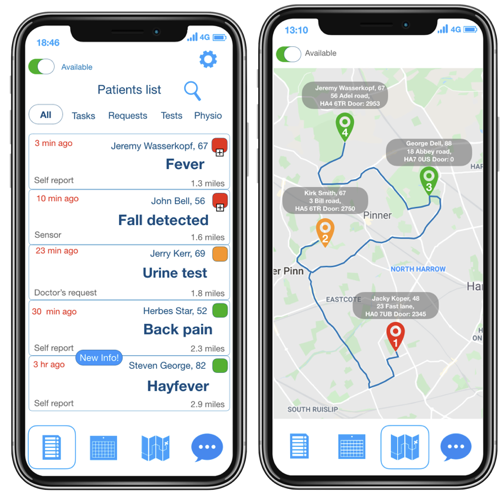 18:46
4G
Available
Patients list
All
Tasks
Requests
Tests
Physio
3 min ago
Jeremy Wasserkopf, 67
Fever
Self report
1.3 miles
10 min ago
John Bell, 56
Fall detected
Sensor
1.6 miles
23 min ago
Jerry Kerr, 69
Urine test
Doctor's request
1.8 miles
30 min ago
Herbes Star, 52
Back pain
Self report
2.3 miles
New Info!
3 hr ago
Steven George, 82
Hayfever
Self report
2.9 miles
13:10
4G
Available
Jeremy Wasserkopf, 67
56 Adel road,
HA4 6TR Door: 2953
4
George Dell, 88
18 Abbey road,
HA7 0US Door: 0
3
Kirk Smith, 67
3 Bilt road,
HA5 6TR Door: 2750
2
Pinner
er Pinn
NORTH HARROW
Ha
HAR
EASTCOTE
Jacky Koper, 48
23 Fast lane,
HA0 7UB Door: 2345
1
SOUTH RUISLIP